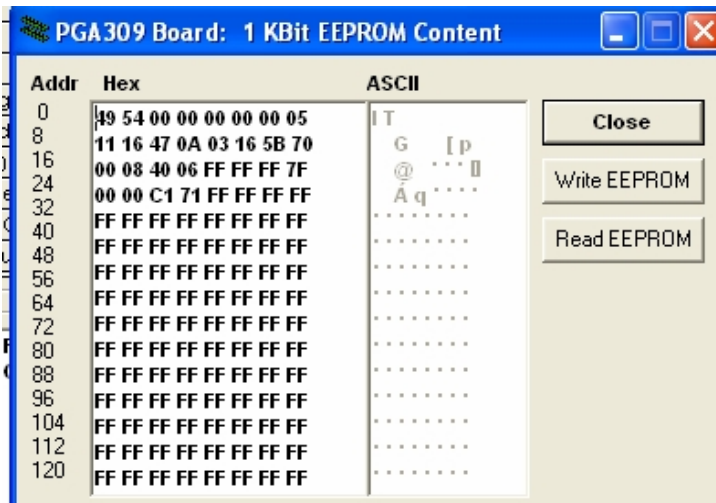 PGA309 Board: 1 KBit EEPROM Content
Addr Hex ASCII
0 49 54 00 00 00 00 00 05 I T
8 11 16 47 0A 03 16 5B 70 G [ p
16 00 08 40 06 FF FF FF 7F @
24 00 00 C1 71 FF FF FF FF Á q
32 FF FF FF FF FF FF FF FF
40 FF FF FF FF FF FF FF FF
48 FF FF FF FF FF FF FF FF
56 FF FF FF FF FF FF FF FF
64 FF FF FF FF FF FF FF FF
72 FF FF FF FF FF FF FF FF
80 FF FF FF FF FF FF FF FF
88 FF FF FF FF FF FF FF FF
96 FF FF FF FF FF FF FF FF
104 FF FF FF FF FF FF FF FF
112 FF FF FF FF FF FF FF FF
120 FF FF FF FF FF FF FF FF
Close
Write EEPROM
Read EEPROM